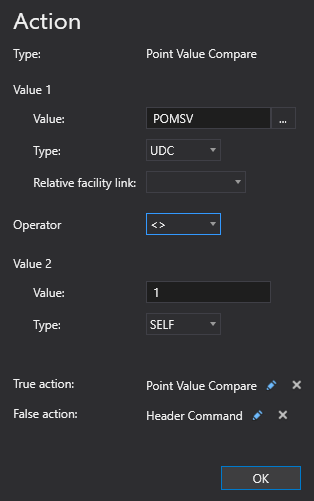 Action
Type: Point Value Compare
Value 1
Value: POMSV ...
Type: UDC
Relative facility link:
Operator <>
Value 2
Value: 1
Type: SELF
True action: Point Value Compare
False action: Header Command
OK